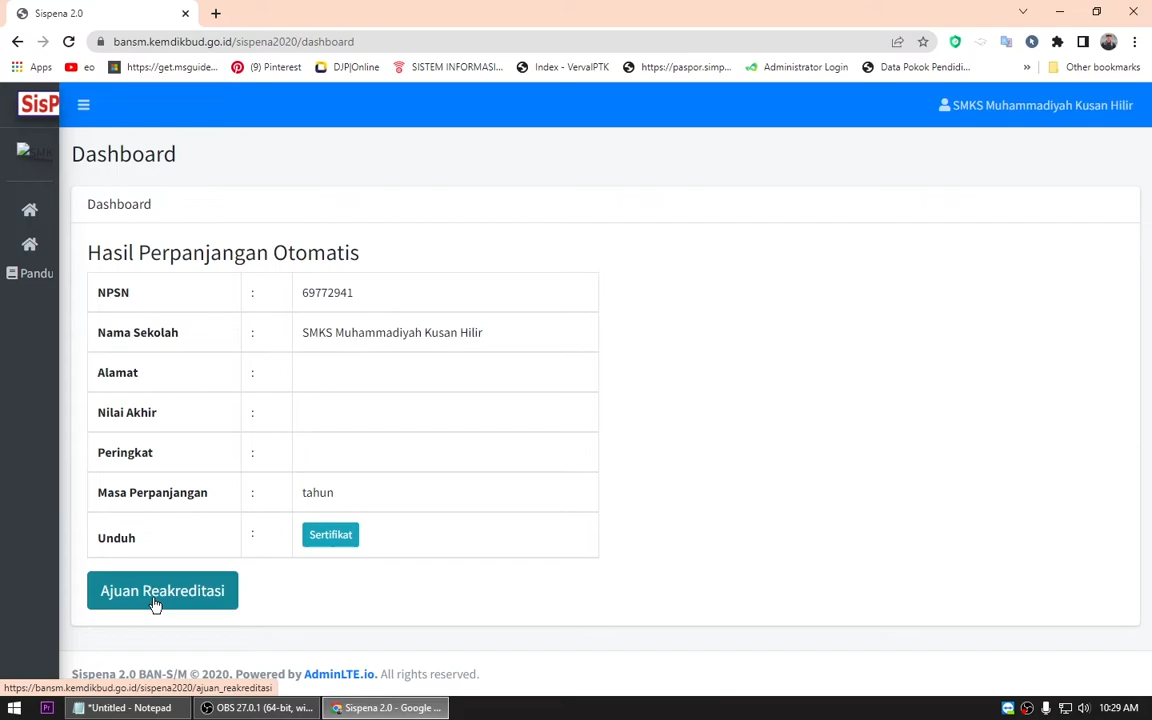 Sispena 2.0
bansm.kemdikbud.go.id/sispena2020/dashboard
Apps
eo
https://get.msguide...
(9) Pinterest
DJP|Online
SISTEM INFORMASI...
Index - VervalPTK
https://paspor.simp...
Administrator Login
Data Pokok Pendidi...
»
Other bookmarks
SisP
SMKS Muhammadiyah Kusan Hilir
Dashboard
Dashboard
Hasil Perpanjangan Otomatis
NPSN : 69772941
Nama Sekolah : SMKS Muhammadiyah Kusan Hilir
Alamat :
Nilai Akhir :
Peringkat :
Masa Perpanjangan : tahun
Unduh : Sertifikat
Pandu
Ajuan Reakreditasi
Sispena 2.0 BAN-S/M © 2020. Powered by AdminLTE.io. All rights reserved.
https://bansm.kemdikbud.go.id/sispena2020/ajuan_reakreditasi
*Untitled - Notepad
OBS 27.0.1 (64-bit, wi...
Sispena 2.0 - Google ...
10:29 AM